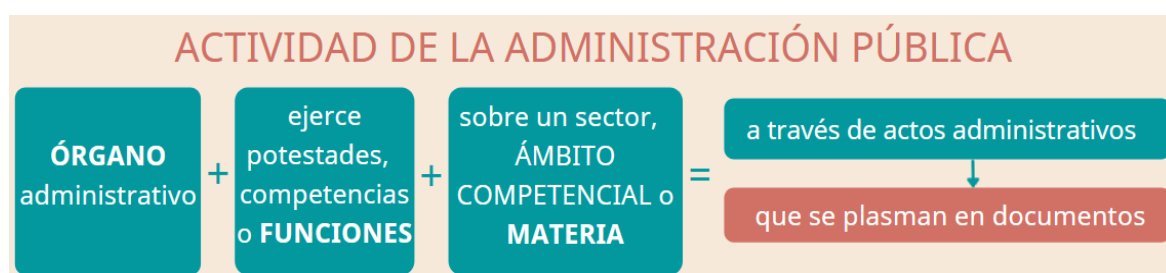 ACTIVIDAD DE LA ADMINISTRACIÓN PÚBLICA
ÓRGANO
administrativo
+
ejerce
potestades,
competencias
o FUNCIONES
+
sobre un sector,
ÁMBITO
COMPETENCIAL o
MATERIA
=
a través de actos administrativos
que se plasman en documentos